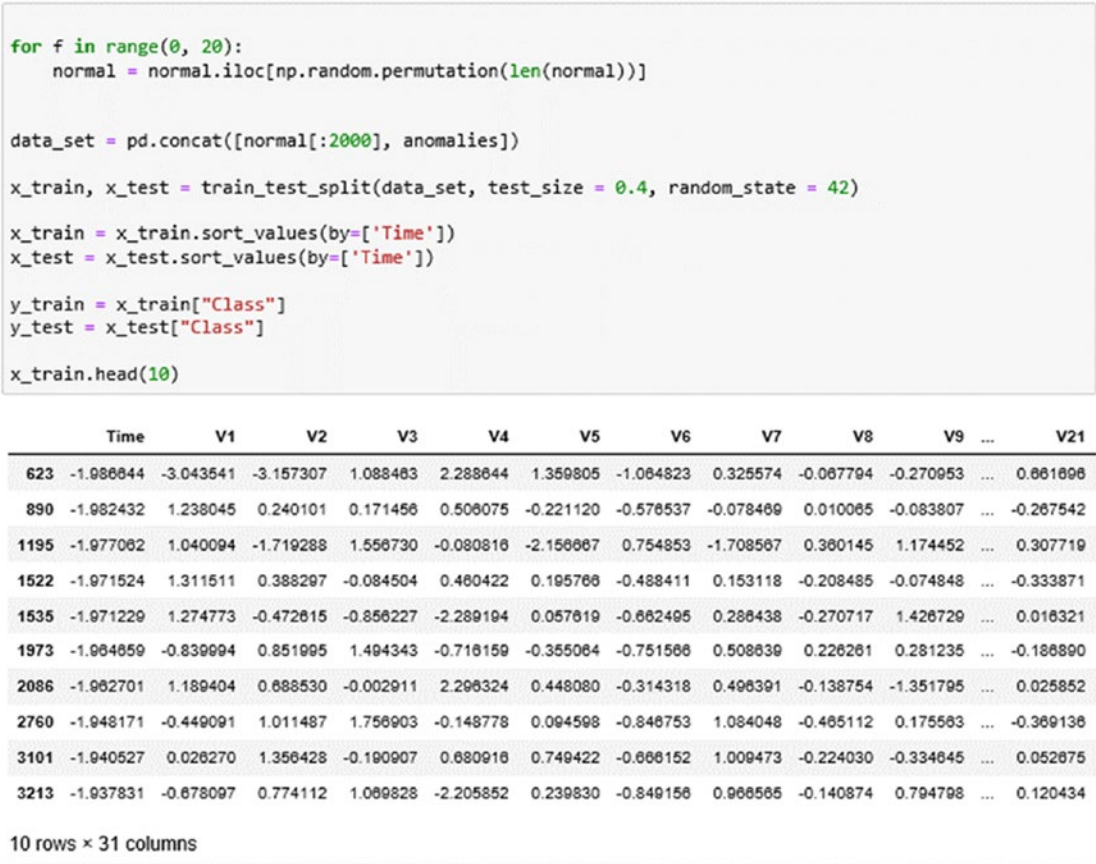 for f in range(0, 20):
    normal = normal.iloc[np.random.permutation(len(normal))]
data_set = pd.concat([normal[:2000], anomalies])
x_train, x_test = train_test_split(data_set, test_size = 0.4, random_state = 42)
x_train = x_train.sort_values(by=['Time'])
x_test = x_test.sort_values(by=['Time'])
y_train = x_train["Class"]
y_test = x_test["Class"]
x_train.head(10)
Time V1 V2 V3 V4 V5 V6 V7 V8 V9 ... V21
623 -1.986644 -3.043541 -3.157307 1.088463 2.288644 1.359805 -1.064823 0.325574 -0.067794 -0.270953 ... 0.661696
890 -1.982432 1.238045 0.240101 0.171456 0.506075 -0.221120 -0.576537 -0.078469 0.010065 -0.083807 ... -0.267542
1195 -1.977062 1.040094 -1.719288 1.556730 -0.080816 -2.156667 0.754853 -1.708567 0.360145 1.174452 ... 0.307719
1522 -1.971524 1.311511 0.388297 -0.084504 0.460422 0.195766 -0.488411 0.153118 -0.208485 -0.074848 ... -0.333871
1535 -1.971229 1.274773 -0.472615 -0.856227 -2.289194 0.057619 -0.662495 0.286438 -0.270717 1.426729 ... 0.016321
1973 -1.964659 -0.839994 0.851995 1.494343 -0.716159 -0.355064 -0.751566 0.508639 0.226261 0.281235 ... -0.186890
2086 -1.962701 1.189404 0.688530 -0.002911 2.296324 0.448080 -0.314318 0.496391 -0.138754 -1.351795 ... 0.025852
2760 -1.948171 -0.449091 1.011487 1.756903 -0.148778 0.094598 -0.846753 1.084048 -0.465112 0.175563 ... -0.369136
3101 -1.940527 0.026270 1.356428 -0.190907 0.680916 0.749422 -0.666152 1.009473 -0.224030 -0.334645 ... 0.052675
3213 -1.937831 -0.678097 0.774112 1.069828 -2.205852 0.239830 -0.849156 0.966565 -0.140874 0.794798 ... 0.120434
10 rows × 31 columns